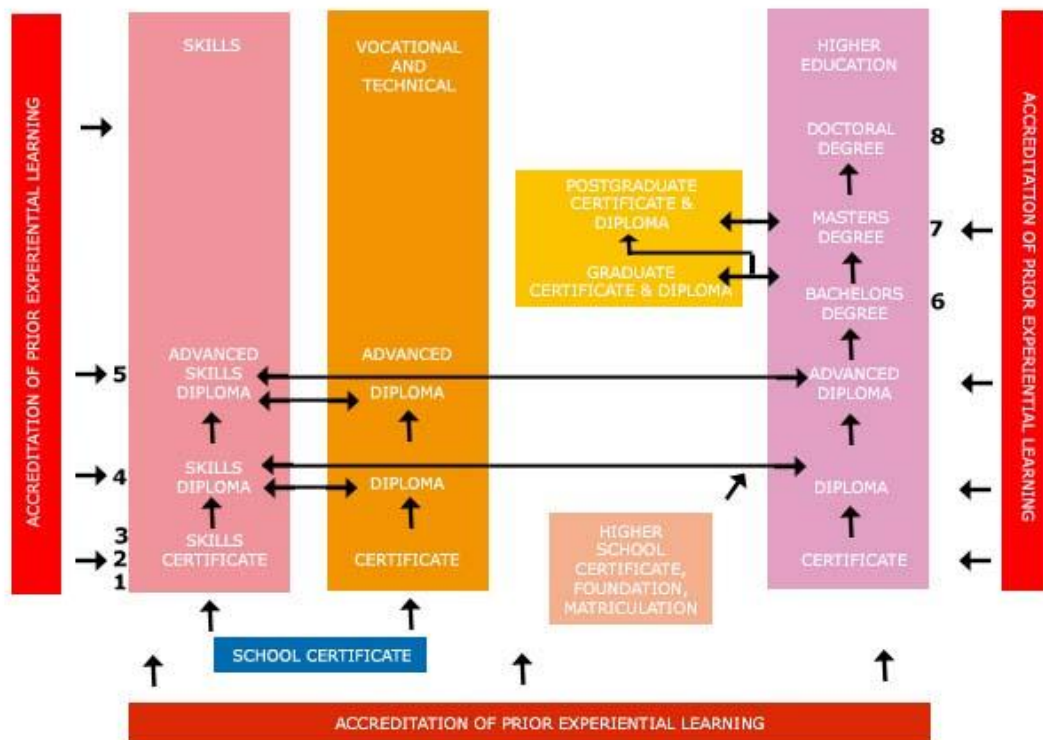 ACCREDITATION OF PRIOR EXPERIENTIAL LEARNING
SKILLS
5
ADVANCED
SKILLS
DIPLOMA
4
SKILLS
DIPLOMA
3
2
1
SKILLS
CERTIFICATE
VOCATIONAL
AND
TECHNICAL
ADVANCED
DIPLOMA
DIPLOMA
CERTIFICATE
SCHOOL CERTIFICATE
POSTGRADUATE
CERTIFICATE &
DIPLOMA
GRADUATE
CERTIFICATE & DIPLOMA
HIGHER
SCHOOL
CERTIFICATE,
FOUNDATION,
MATRICULATION
HIGHER
EDUCATION
DOCTORAL
DEGREE
8
MASTERS
DEGREE
7
BACHELORS
DEGREE
6
ADVANCED
DIPLOMA
DIPLOMA
CERTIFICATE
ACCREDITATION OF PRIOR EXPERIENTIAL LEARNING
ACCREDITATION OF PRIOR EXPERIENTIAL LEARNING